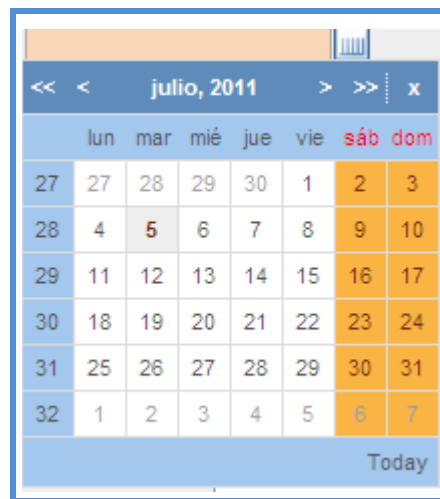 << < julio, 2011 > >> x
lun mar mié jue vie sáb dom
27 27 28 29 30 1 2 3
28 4 5 6 7 8 9 10
29 11 12 13 14 15 16 17
30 18 19 20 21 22 23 24
31 25 26 27 28 29 30 31
32 1 2 3 4 5 6 7
Today